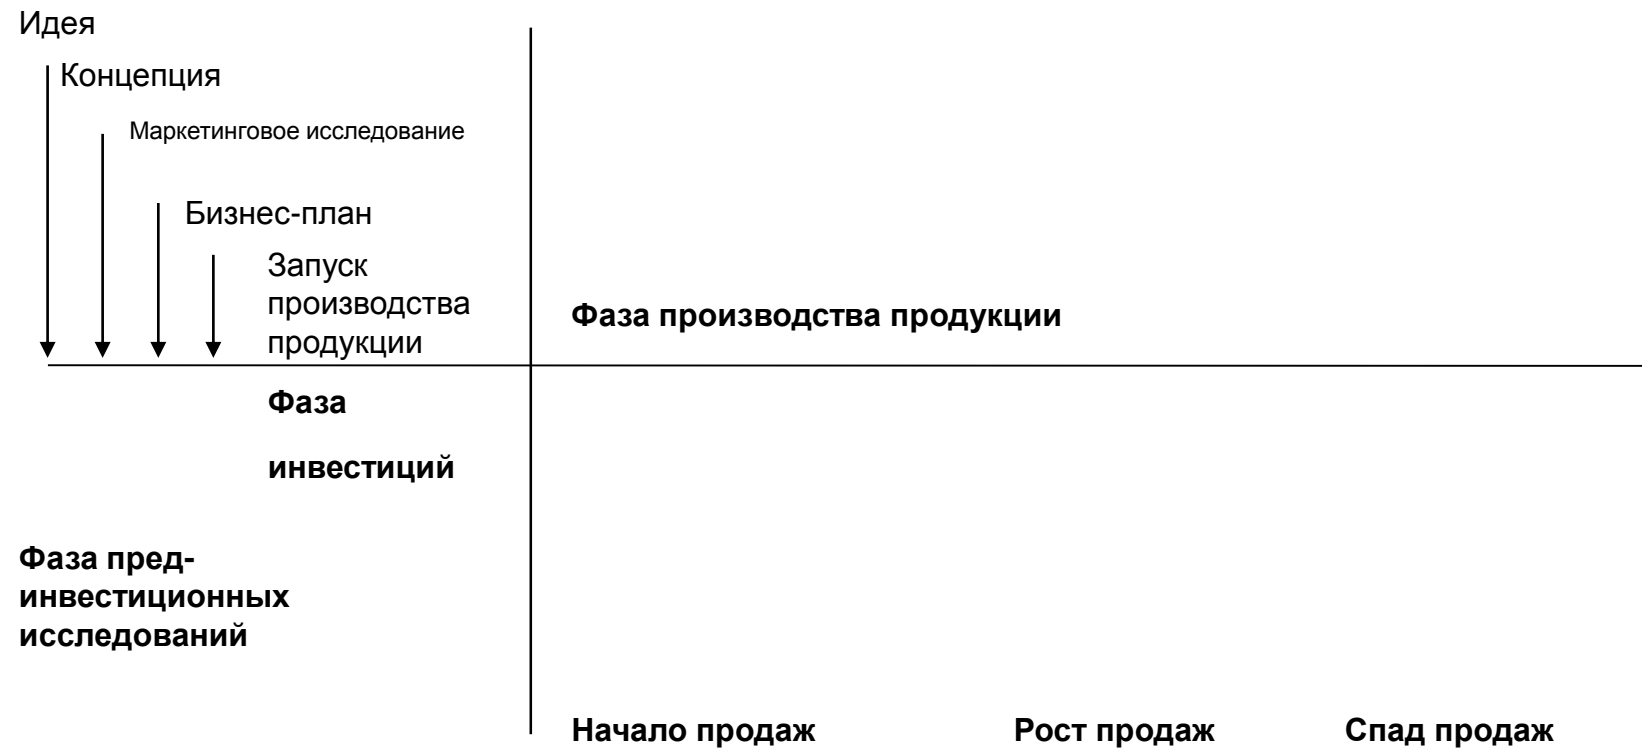 Идея
Концепция
Маркетинговое исследование
Бизнес-план
Запуск
производства
продукции
Фаза производства продукции
Фаза
инвестиций
Фаза пред-
инвестиционных
исследований
Начало продаж
Рост продаж
Спад продаж